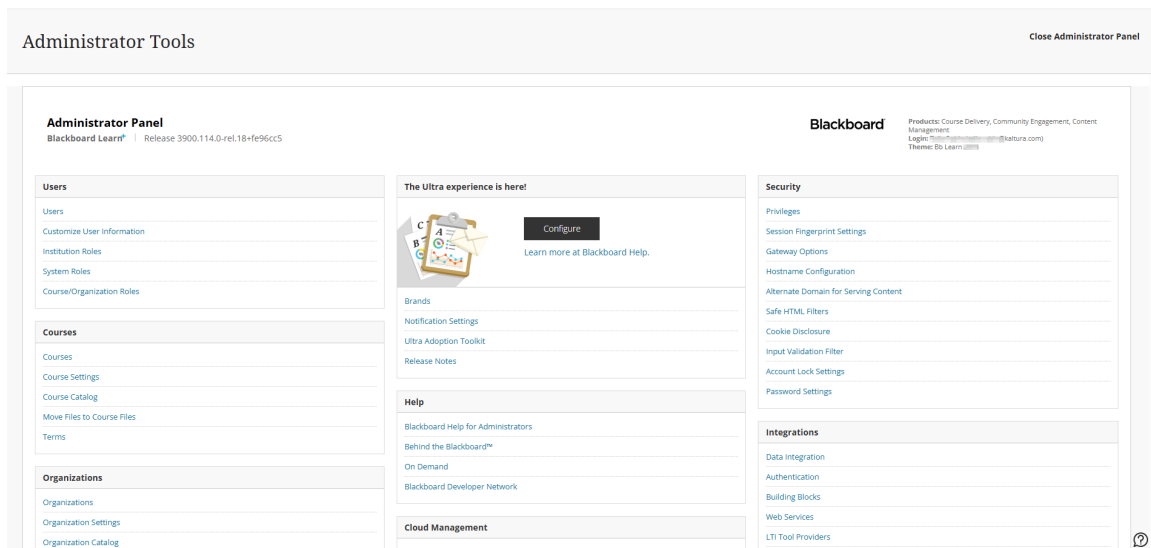 Administrator Tools
Close Administrator Panel
Administrator Panel
Blackboard Learn+ Release 3900.114.0-rel.18+fe96cc5
Blackboard
Products: Course Delivery, Community Engagement, Content
Management
Login: @kaltura.com)
Theme: Bb Learn
Users
Users
Customize User Information
Institution Roles
System Roles
Course/Organization Roles
Courses
Courses
Course Settings
Course Catalog
Move Files to Course Files
Terms
Organizations
Organizations
Organization Settings
Organization Catalog
The Ultra experience is here!
C
A
B
Configure
Learn more at Blackboard Help.
Brands
Notification Settings
Ultra Adoption Toolkit
Release Notes
Help
Blackboard Help for Administrators
Behind the Blackboard™
On Demand
Blackboard Developer Network
Cloud Management
Security
Privileges
Session Fingerprint Settings
Gateway Options
Hostname Configuration
Alternate Domain for Serving Content
Safe HTML Filters
Cookie Disclosure
Input Validation Filter
Account Lock Settings
Password Settings
Integrations
Data Integration
Authentication
Building Blocks
Web Services
LTI Tool Providers